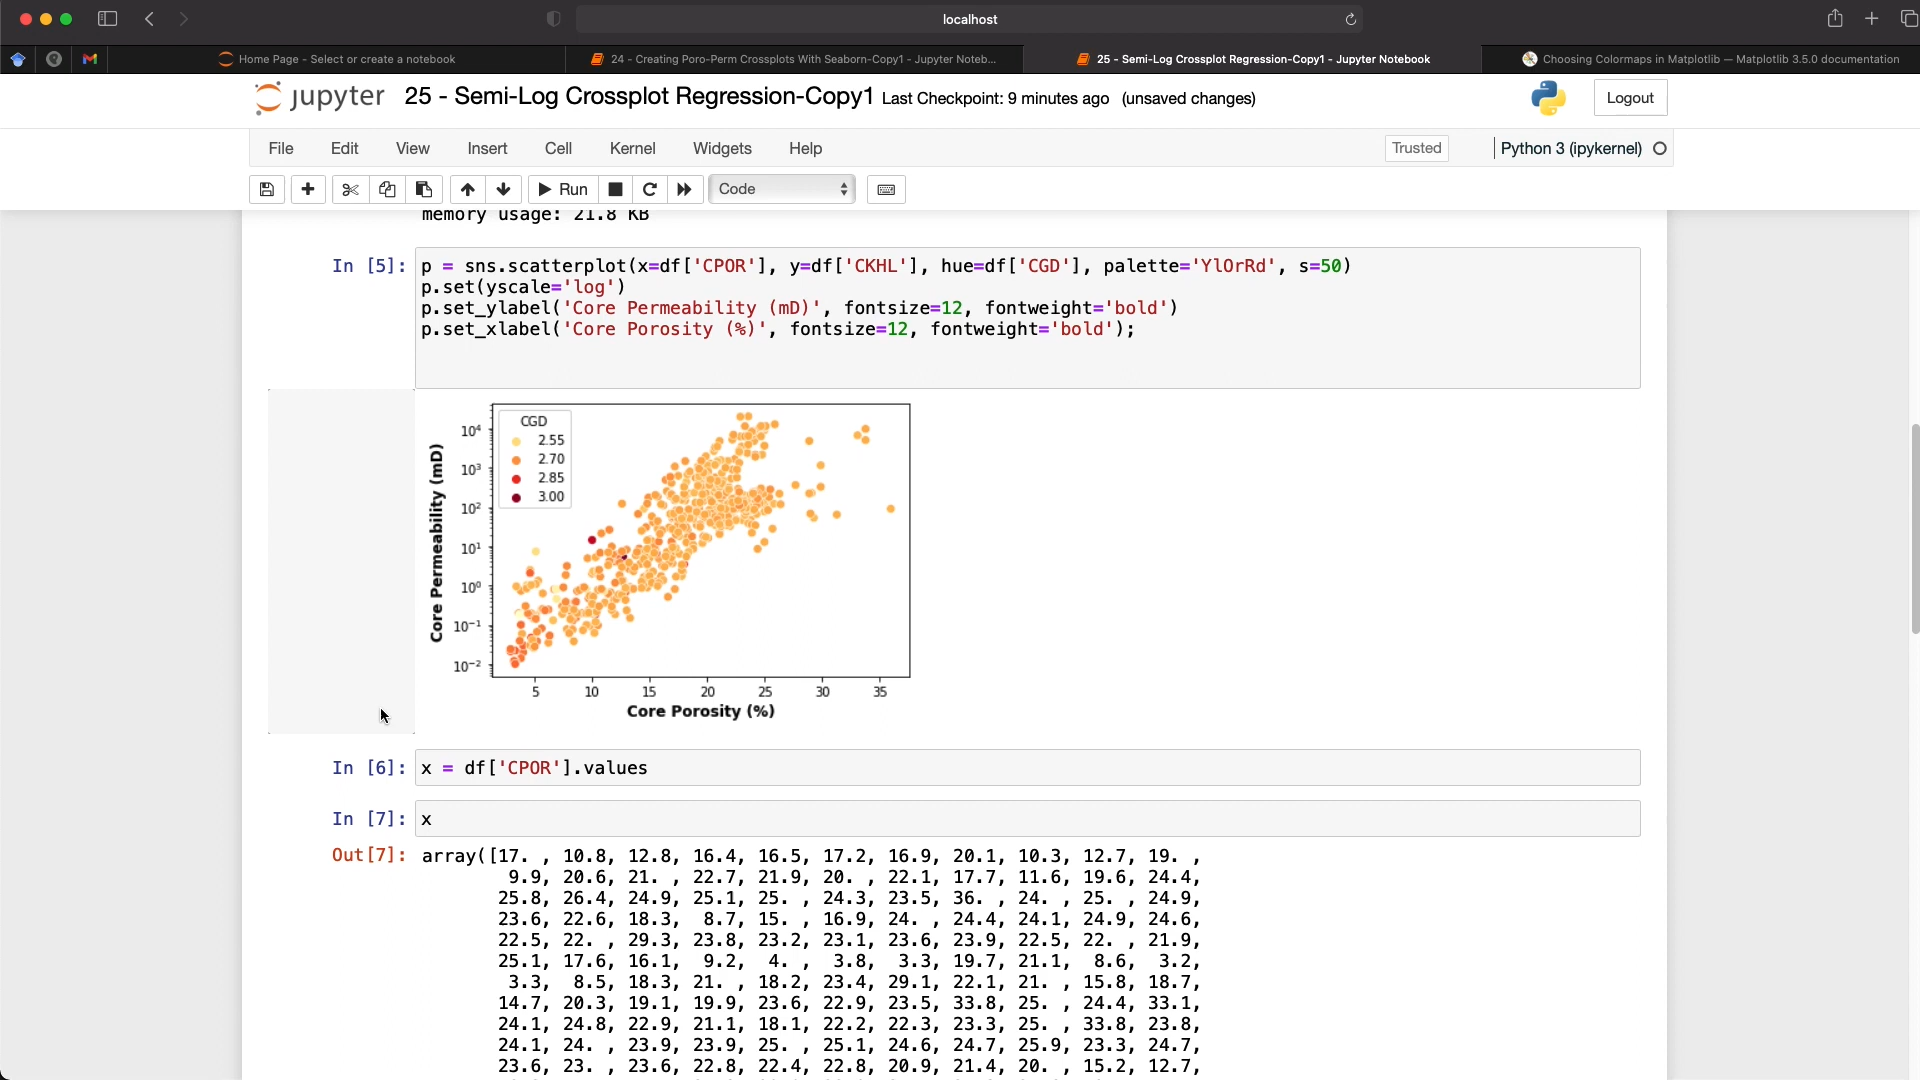 localhost
Home Page - Select or create a notebook
24 - Creating Poro-Perm Crossplots With Seaborn-Copy1 - Jupyter Noteb...
25 - Semi-Log Crossplot Regression-Copy1 - Jupyter Notebook
Choosing Colormaps in Matplotlib — Matplotlib 3.5.0 documentation
jupyter 25 - Semi-Log Crossplot Regression-Copy1 Last Checkpoint: 9 minutes ago (unsaved changes)
Logout
File Edit View Insert Cell Kernel Widgets Help
Trusted
Python 3 (ipykernel)
Run
Code
memory usage: 21.8 KB
In [5]: p = sns.scatterplot(x=df['CPOR'], y=df['CKHL'], hue=df['CGD'], palette='YlOrRd', s=50)
p.set(yscale='log')
p.set_ylabel('Core Permeability (mD)', fontsize=12, fontweight='bold')
p.set_xlabel('Core Porosity (%)', fontsize=12, fontweight='bold');
CGD
2.55
2.70
2.85
3.00
Core Permeability (mD)
10⁴
10³
10²
10¹
10⁰
10⁻¹
10⁻²
5 10 15 20 25 30 35
Core Porosity (%)
In [6]: x = df['CPOR'].values
In [7]: x
Out[7]: array([17. , 10.8, 12.8, 16.4, 16.5, 17.2, 16.9, 20.1, 10.3, 12.7, 19. ,
9.9, 20.6, 21. , 22.7, 21.9, 20. , 22.1, 17.7, 11.6, 19.6, 24.4,
25.8, 26.4, 24.9, 25.1, 25. , 24.3, 23.5, 36. , 24. , 25. , 24.9,
23.6, 22.6, 18.3, 8.7, 15. , 16.9, 24. , 24.4, 24.1, 24.9, 24.6,
22.5, 22. , 29.3, 23.8, 23.2, 23.1, 23.6, 23.9, 22.5, 22. , 21.9,
25.1, 17.6, 16.1, 9.2, 4. , 3.8, 3.3, 19.7, 21.1, 8.6, 3.2,
3.3, 8.5, 18.3, 21. , 18.2, 23.4, 29.1, 22.1, 21. , 15.8, 18.7,
14.7, 20.3, 19.1, 19.9, 23.6, 22.9, 23.5, 33.8, 25. , 24.4, 33.1,
24.1, 24.8, 22.9, 21.1, 18.1, 22.2, 22.3, 23.3, 25. , 33.8, 23.8,
24.1, 24. , 23.9, 23.9, 25. , 25.1, 24.6, 24.7, 25.9, 23.3, 24.7,
23.6, 23. , 23.6, 22.8, 22.4, 22.8, 20.9, 21.4, 20. , 15.2, 12.7,